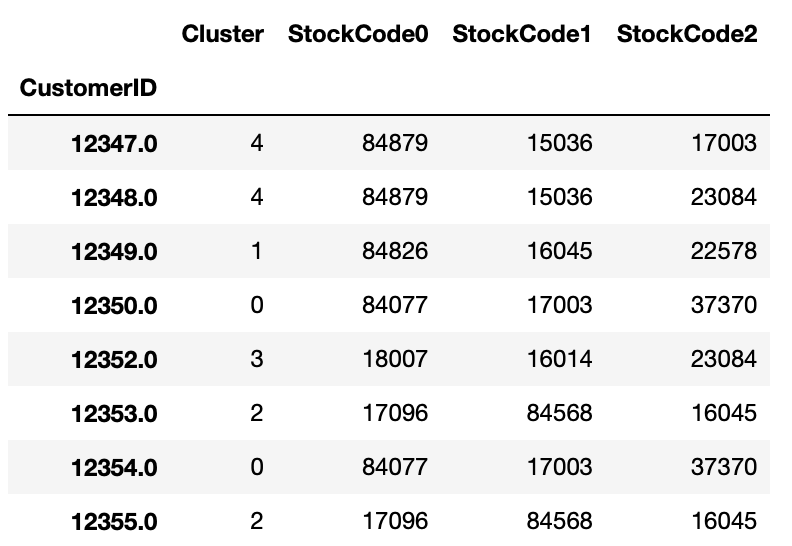 Cluster StockCode0 StockCode1 StockCode2
CustomerID
12347.0 4 84879 15036 17003
12348.0 4 84879 15036 23084
12349.0 1 84826 16045 22578
12350.0 0 84077 17003 37370
12352.0 3 18007 16014 23084
12353.0 2 17096 84568 16045
12354.0 0 84077 17003 37370
12355.0 2 17096 84568 16045